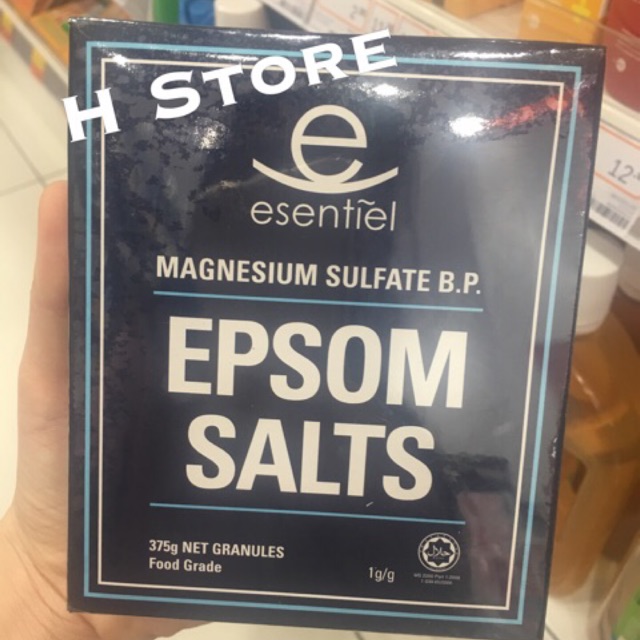 H STORE
e
esentiel
MAGNESIUM SULFATE B.P.
EPSOM
SALTS
375g NET GRANULES
Food Grade
1g/g